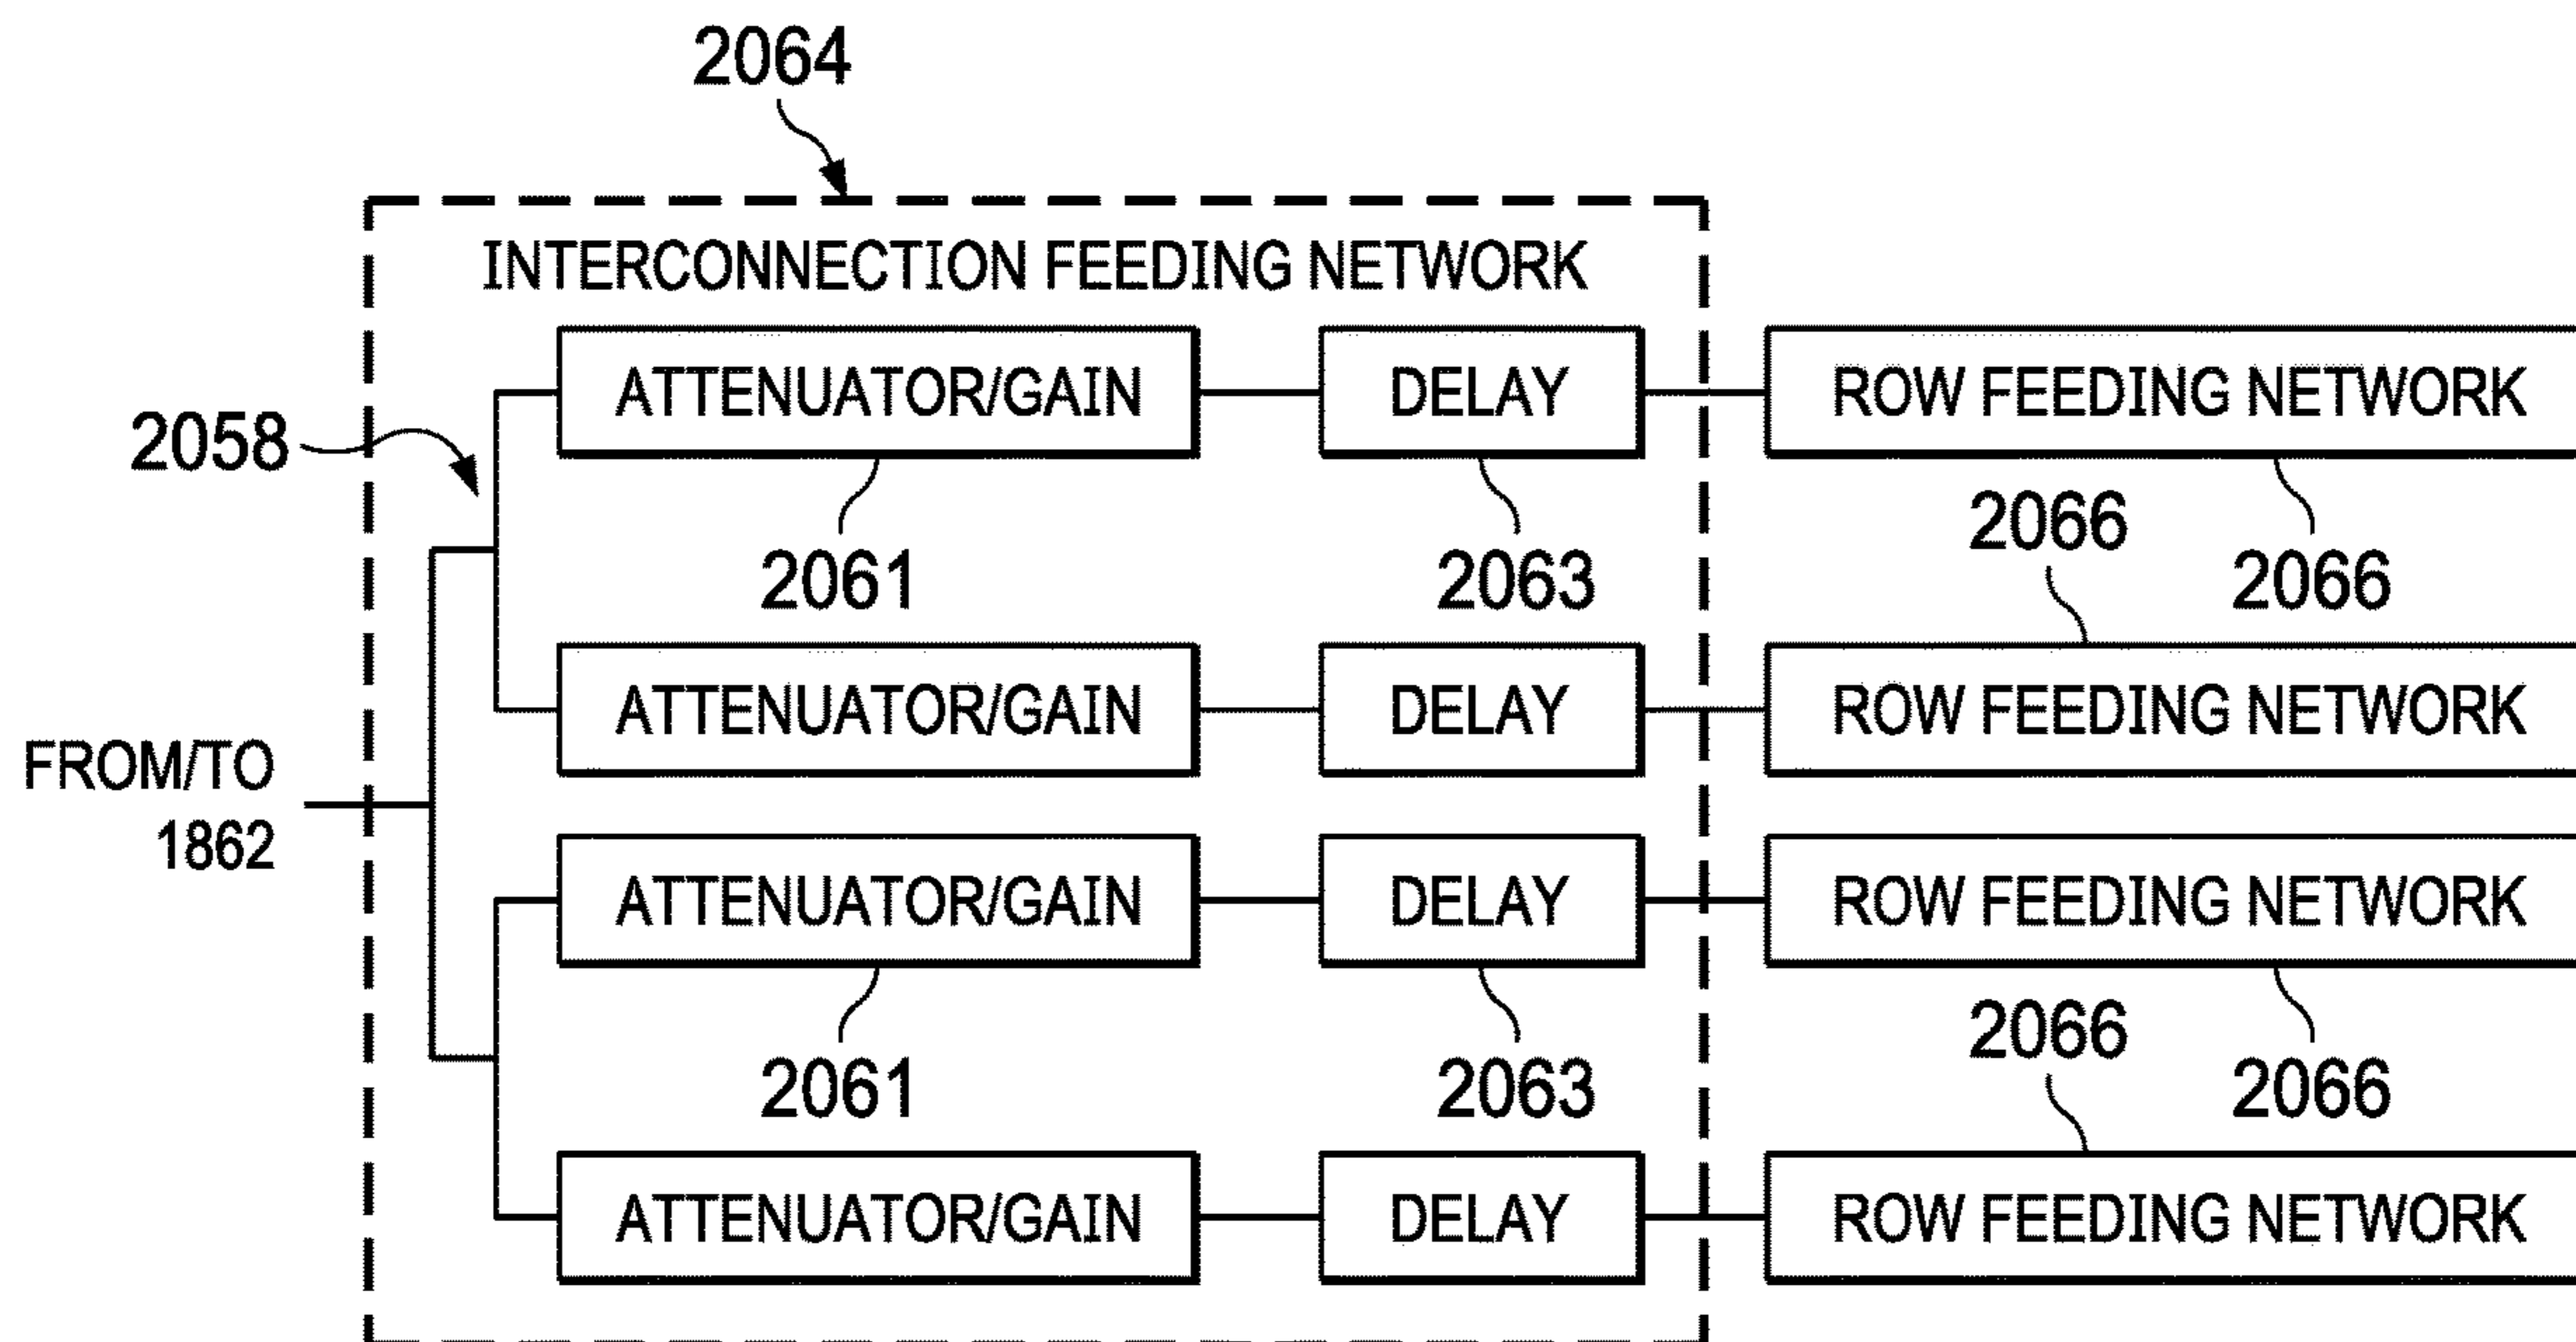 2064
INTERCONNECTION FEEDING NETWORK
ATTENUATOR/GAIN DELAY ROW FEEDING NETWORK
2058
2066
2061 2063 2066
ATTENUATOR/GAIN DELAY ROW FEEDING NETWORK
FROM/TO
1862
ATTENUATOR/GAIN DELAY ROW FEEDING NETWORK
2066
2061 2063 2066
ATTENUATOR/GAIN DELAY ROW FEEDING NETWORK